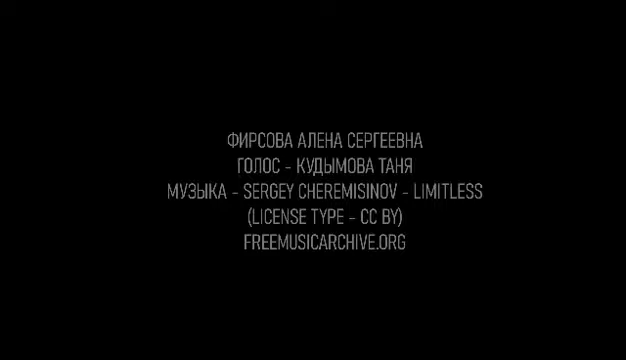 ФИРСОВА АЛЕНА СЕРГЕЕВНА
ГОЛОС - КУДЫМОВА ТАНЯ
МУЗЫКА - SERGEY CHEREMISINOV - LIMITLESS
(LICENSE TYPE - CC BY)
FREEMUSICARCHIVE.ORG